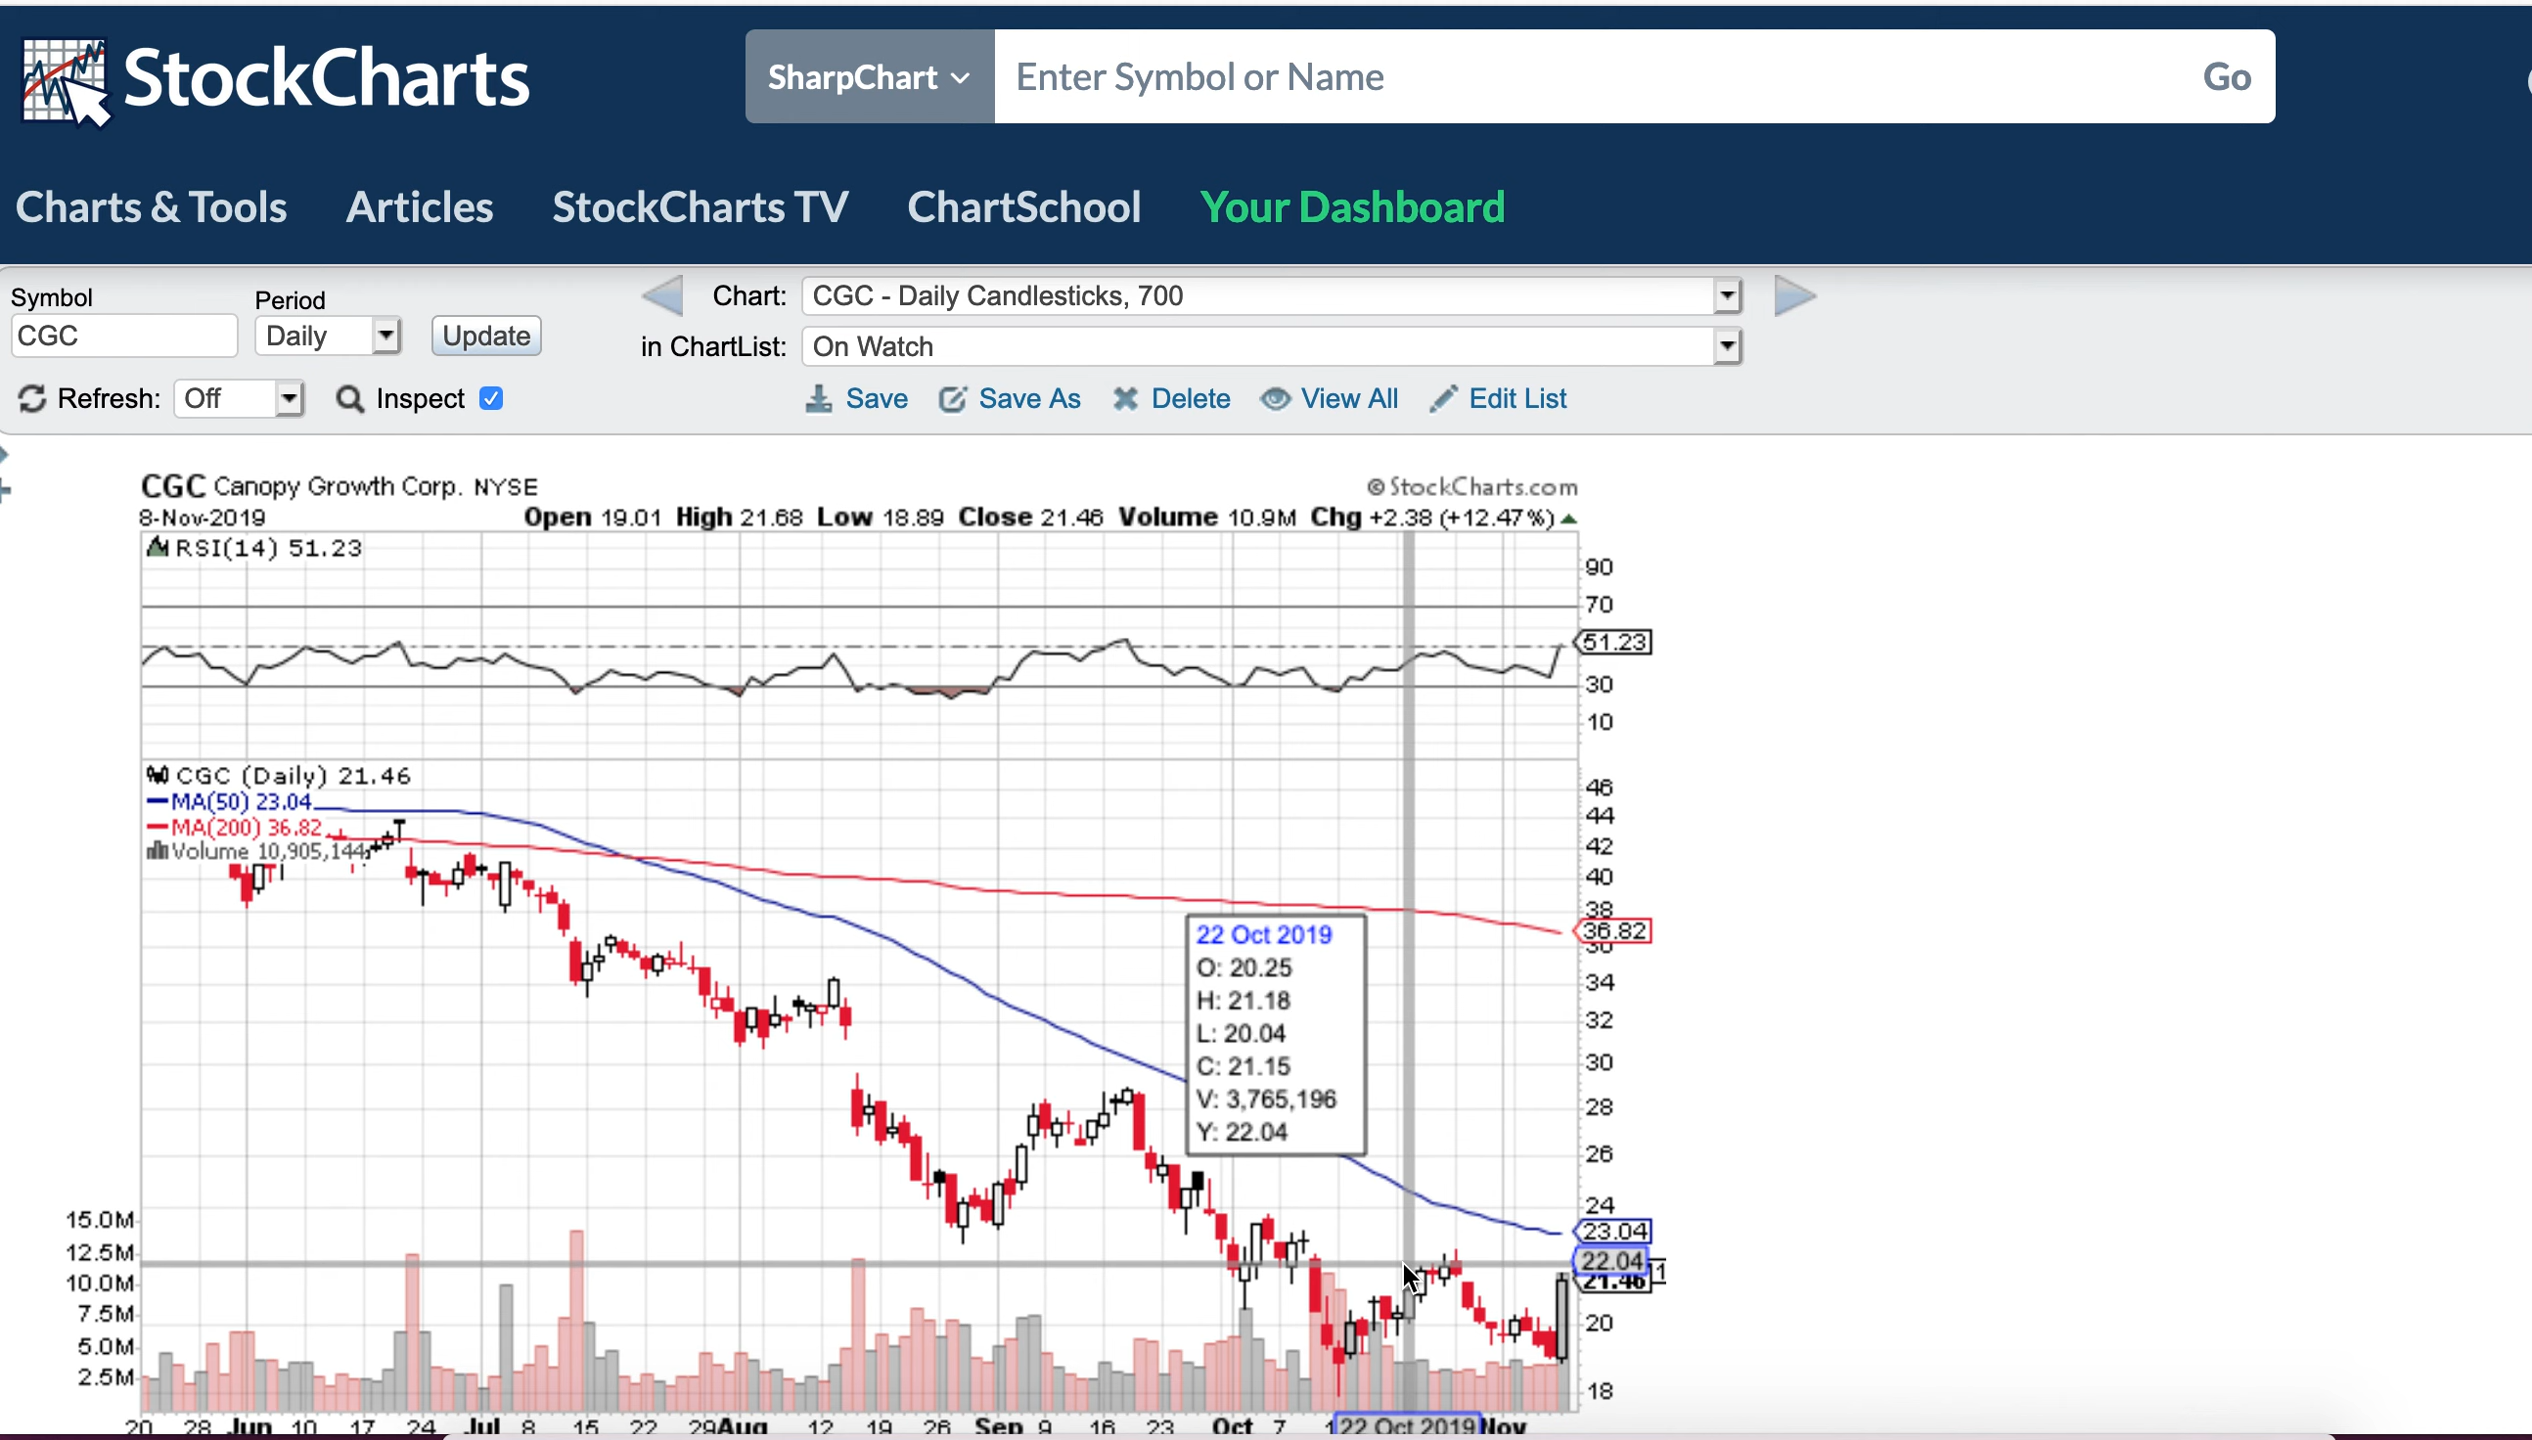 StockCharts
SharpChart Enter Symbol or Name Go
Charts & Tools Articles StockCharts TV ChartSchool Your Dashboard
Symbol Period
CGC Daily Update
Chart: CGC - Daily Candlesticks, 700
in ChartList: On Watch
Refresh: Off Inspect
Save Save As Delete View All Edit List
CGC Canopy Growth Corp. NYSE © StockCharts.com
8-Nov-2019 Open 19.01 High 21.68 Low 18.89 Close 21.46 Volume 10.9M Chg +2.38 (+12.47%)
RSI(14) 51.23
90
70
51.23
30
10
CGC (Daily) 21.46
MA(50) 23.04
MA(200) 36.82
Volume 10,905,144
46
44
42
40
38
36.82
34
32
30
28
26
24
23.04
22.04
21.46
20
18
22 Oct 2019
O: 20.25
H: 21.18
L: 20.04
C: 21.15
V: 3,765,196
Y: 22.04
15.0M
12.5M
10.0M
7.5M
5.0M
2.5M
20 28 Jun 10 17 24 Jul 8 15 22 29 Aug 12 19 26 Sep 9 16 23 Oct 7 22 Oct 2019 Nov